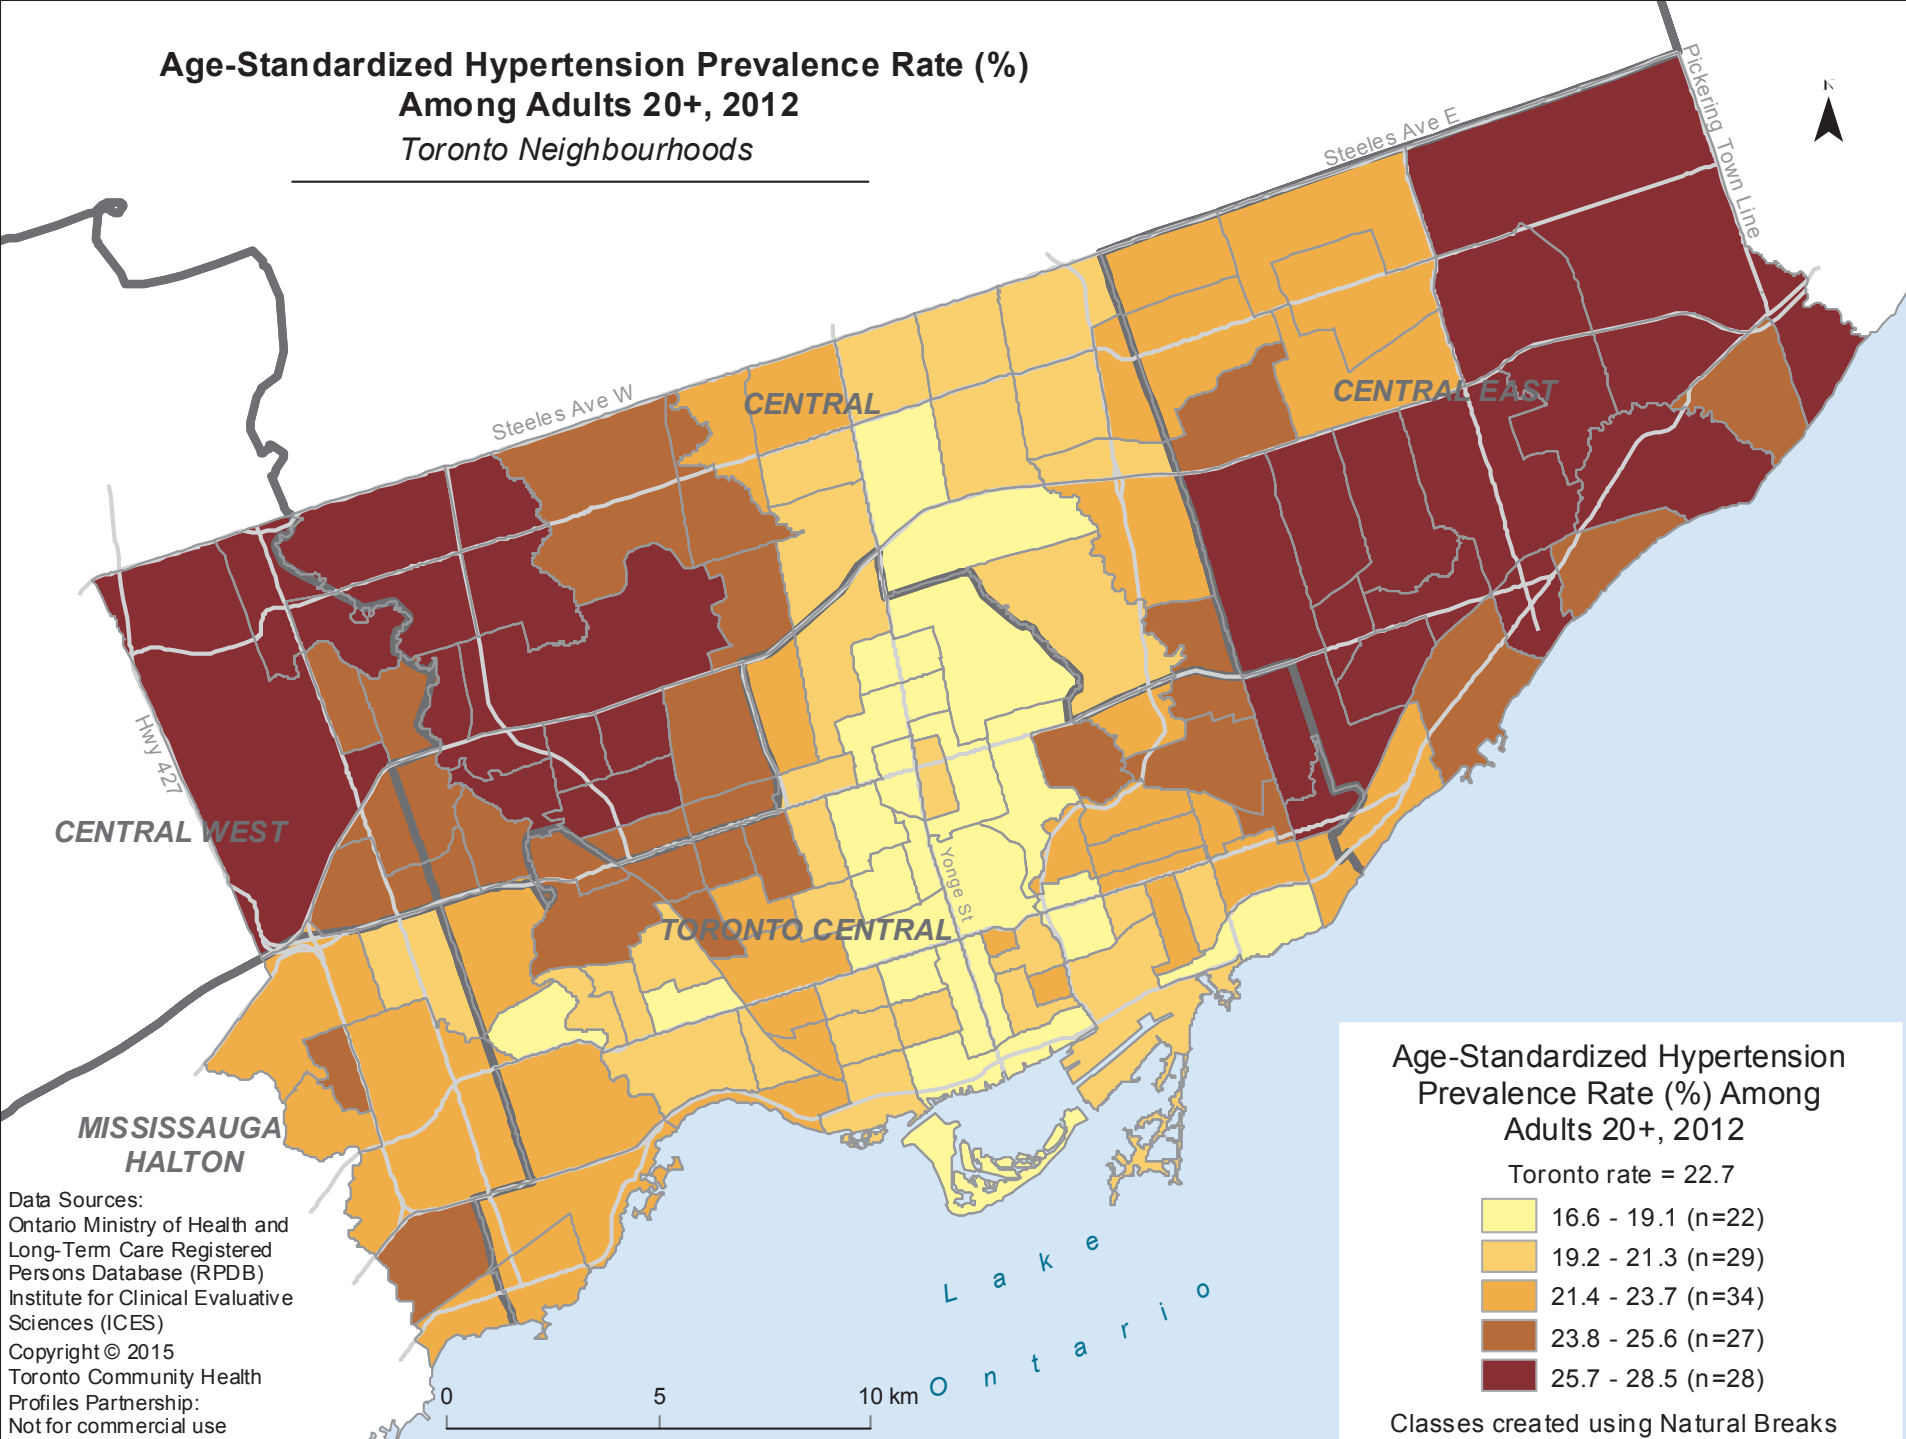 Age-Standardized Hypertension Prevalence Rate (%)
Among Adults 20+, 2012
Toronto Neighbourhoods
N
Pickering Town Line
Steeles Ave E
Steeles Ave W
CENTRAL
CENTRAL EAST
Hwy 427
CENTRAL WEST
Yonge St
TORONTO CENTRAL
MISSISSAUGA
HALTON
Lake
Ontario
Data Sources:
Ontario Ministry of Health and
Long-Term Care Registered
Persons Database (RPDB)
Institute for Clinical Evaluative
Sciences (ICES)
Copyright © 2015
Toronto Community Health
Profiles Partnership:
Not for commercial use
0 5 10 km
Age-Standardized Hypertension
Prevalence Rate (%) Among
Adults 20+, 2012
Toronto rate = 22.7
16.6 - 19.1 (n=22)
19.2 - 21.3 (n=29)
21.4 - 23.7 (n=34)
23.8 - 25.6 (n=27)
25.7 - 28.5 (n=28)
Classes created using Natural Breaks